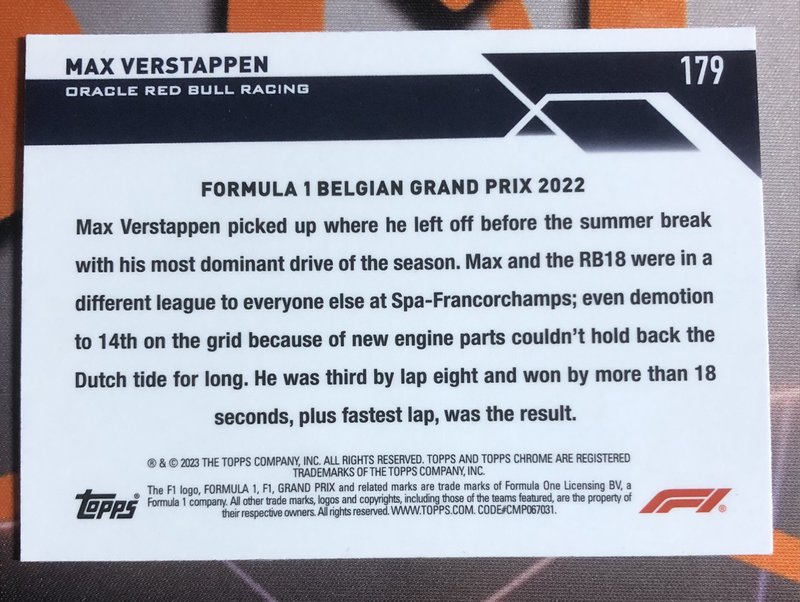 MAX VERSTAPPEN
179
ORACLE RED BULL RACING
FORMULA 1 BELGIAN GRAND PRIX 2022
Max Verstappen picked up where he left off before the summer break
with his most dominant drive of the season. Max and the RB18 were in a
different league to everyone else at Spa-Francorchamps; even demotion
to 14th on the grid because of new engine parts couldn't hold back the
Dutch tide for long. He was third by lap eight and won by more than 18
seconds, plus fastest lap, was the result.
® & © 2023 THE TOPPS COMPANY, INC. ALL RIGHTS RESERVED. TOPPS AND TOPPS CHROME ARE REGISTERED
TRADEMARKS OF THE TOPPS COMPANY, INC.
The F1 logo, FORMULA 1, F1, GRAND PRIX and related marks are trade marks of Formula One Licensing BV, a
Formula 1 company. All other trade marks, logos and copyrights, including those of the teams featured, are the property of
their respective owners. All rights reserved. WWW.TOPPS.COM. CODE#CMP067031.
Topps®
F1®